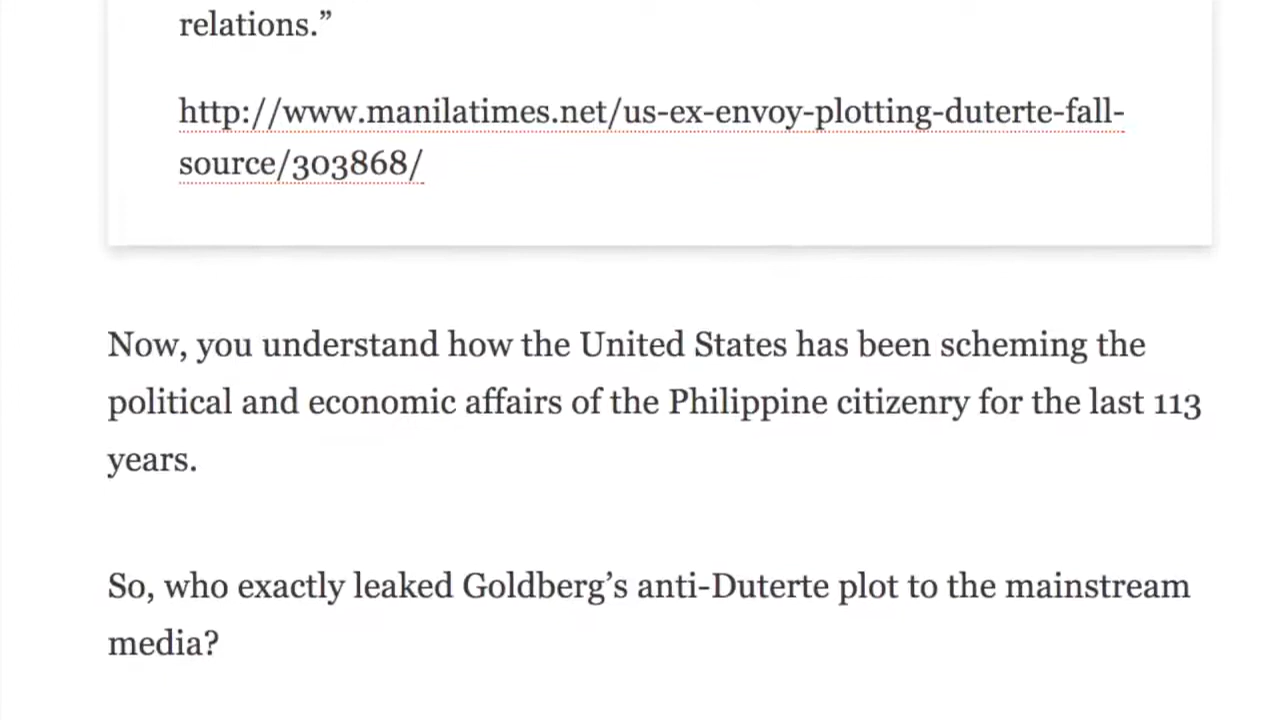 relations.”
http://www.manilatimes.net/us-ex-envoy-plotting-duterte-fall-
source/303868/
Now, you understand how the United States has been scheming the
political and economic affairs of the Philippine citizenry for the last 113
years.
So, who exactly leaked Goldberg’s anti-Duterte plot to the mainstream
media?